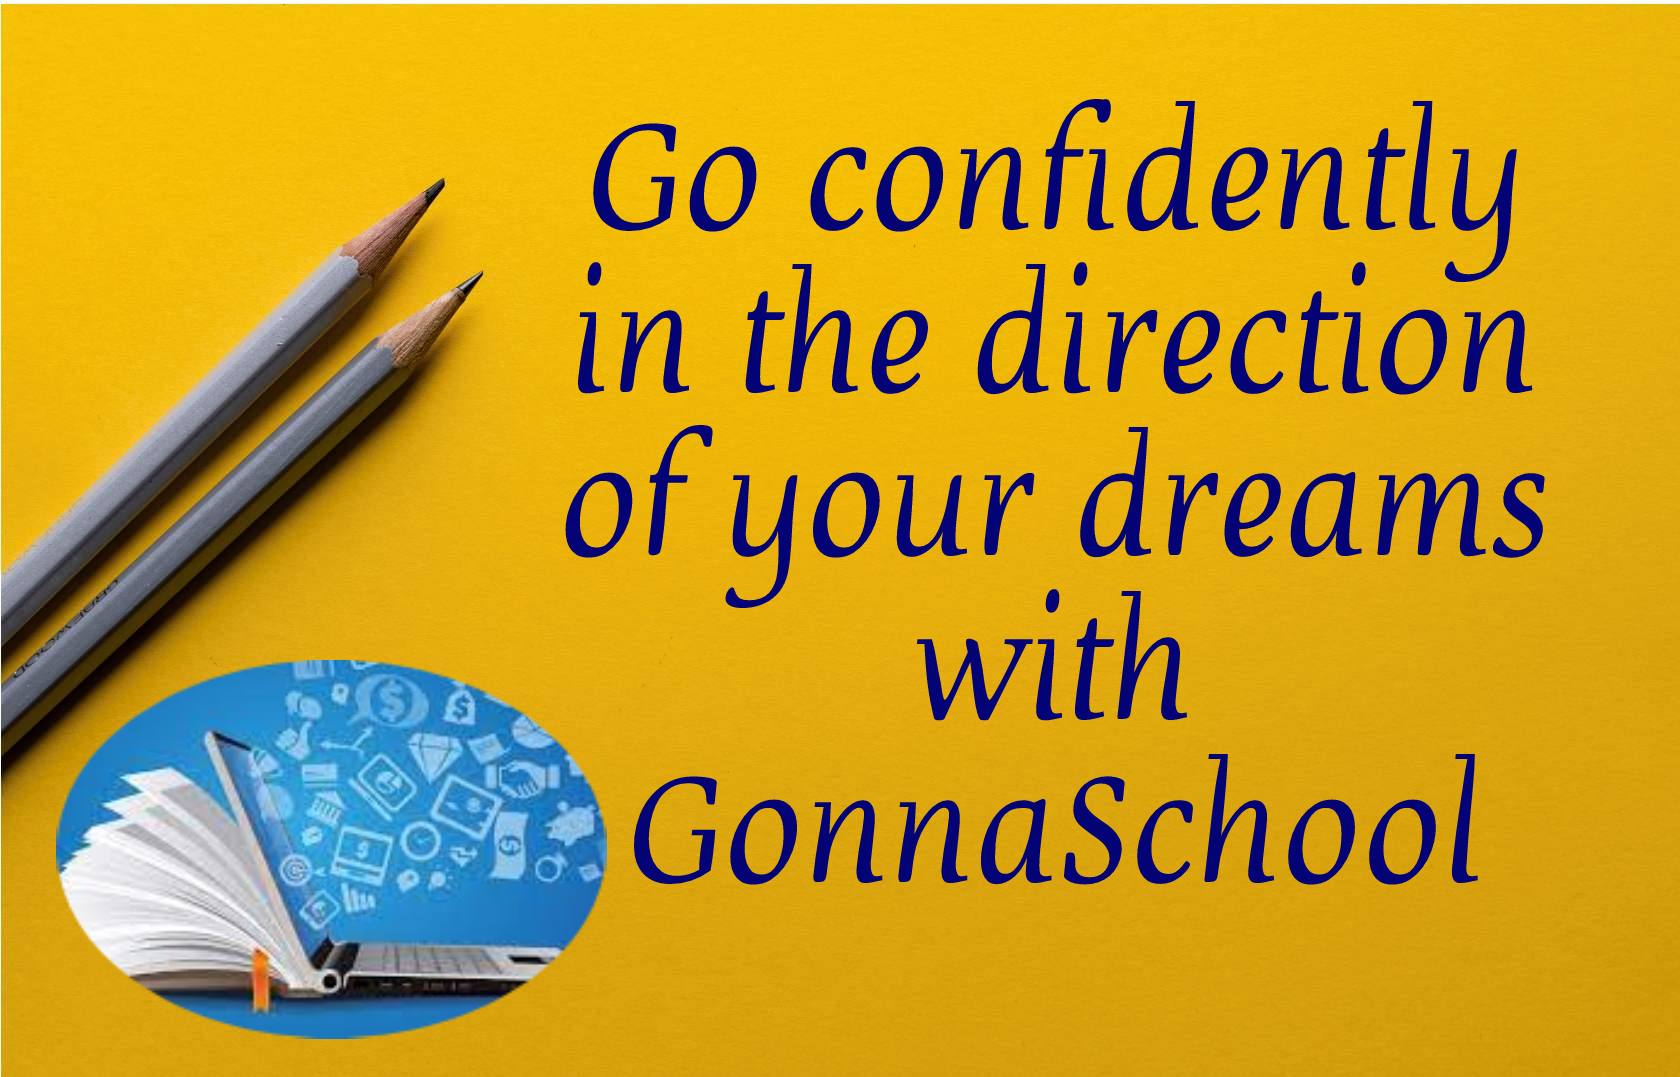 Go confidently
in the direction
of your dreams
with
GonnaSchool